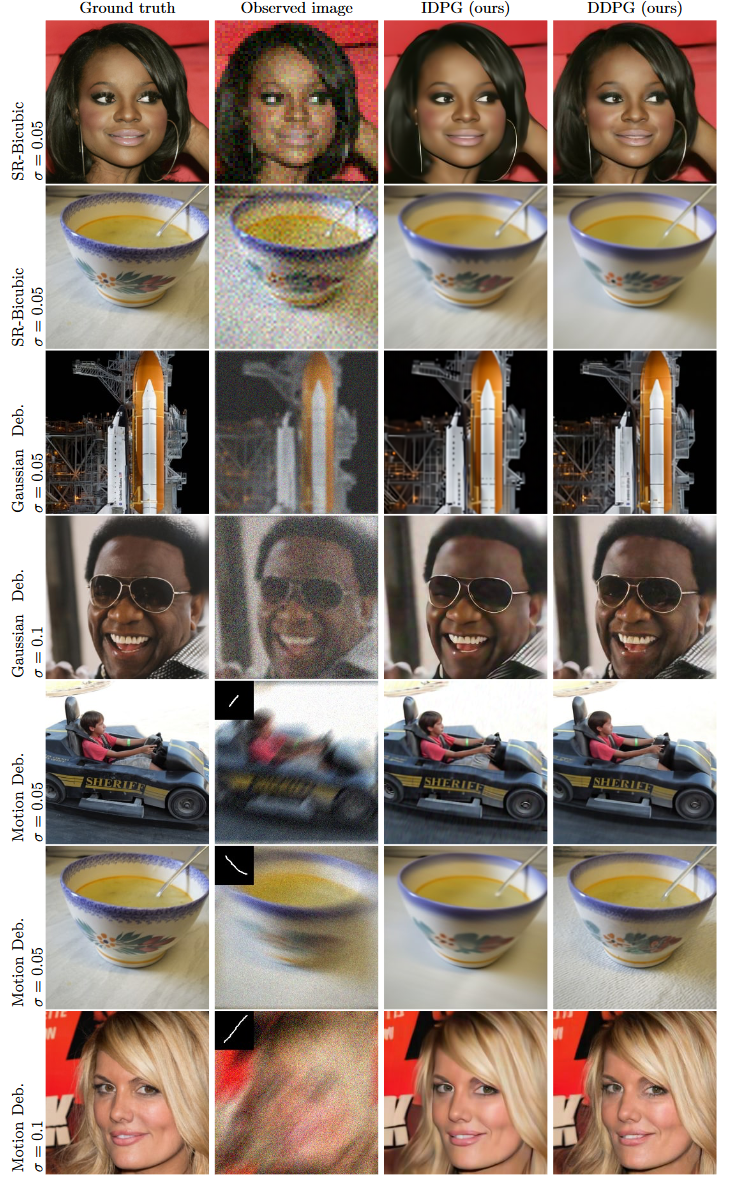 Ground truth Observed image IDPG (ours) DDPG (ours)
SR-Bicubic
σ = 0.05
SR-Bicubic
σ = 0.05
Gaussian Deb.
σ = 0.05
Gaussian Deb.
σ = 0.1
Motion Deb.
σ = 0.05
SHERIFF SHERIFF SHERIFF
Motion Deb.
σ = 0.05
Motion Deb.
σ = 0.1